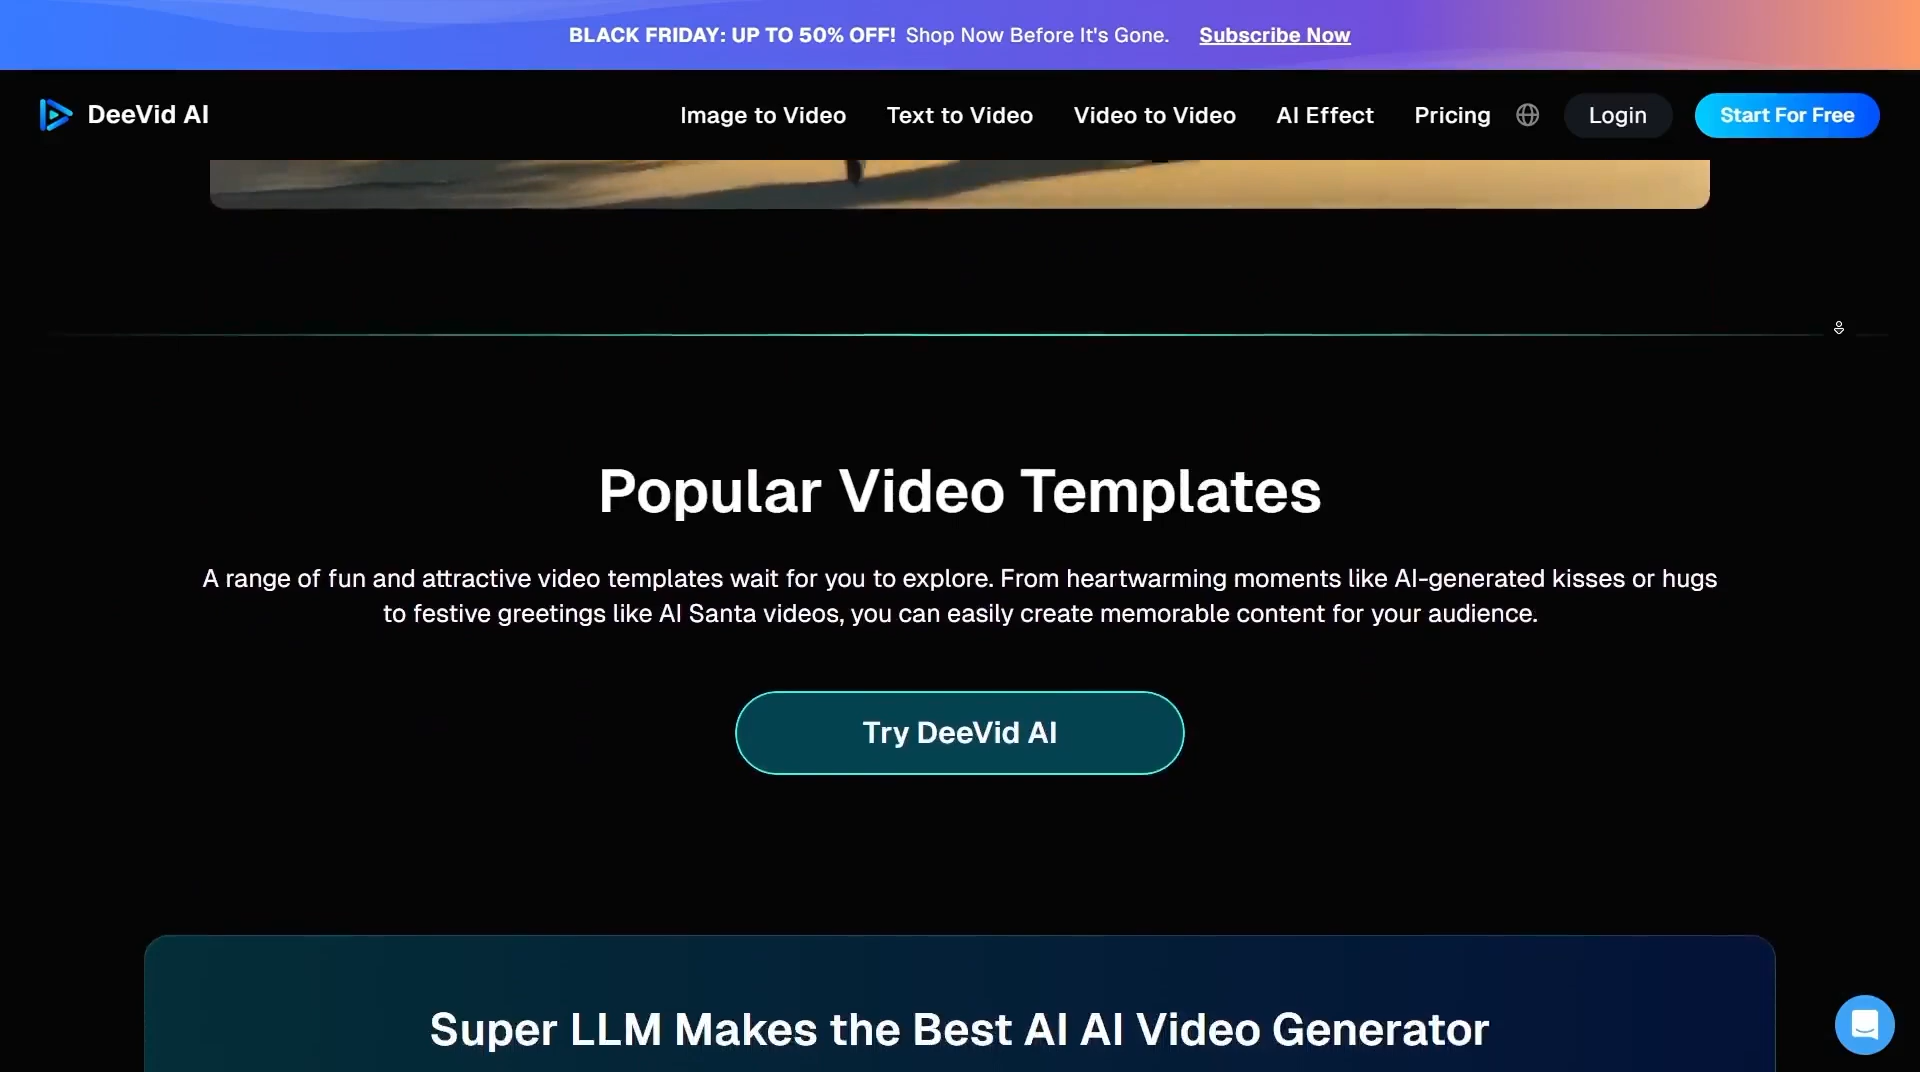 BLACK FRIDAY: UP TO 50% OFF! Shop Now Before It's Gone. Subscribe Now
DeeVid AI Image to Video Text to Video Video to Video AI Effect Pricing Login Start For Free
Popular Video Templates
A range of fun and attractive video templates wait for you to explore. From heartwarming moments like AI-generated kisses or hugs
to festive greetings like AI Santa videos, you can easily create memorable content for your audience.
Try DeeVid AI
Super LLM Makes the Best AI AI Video Generator